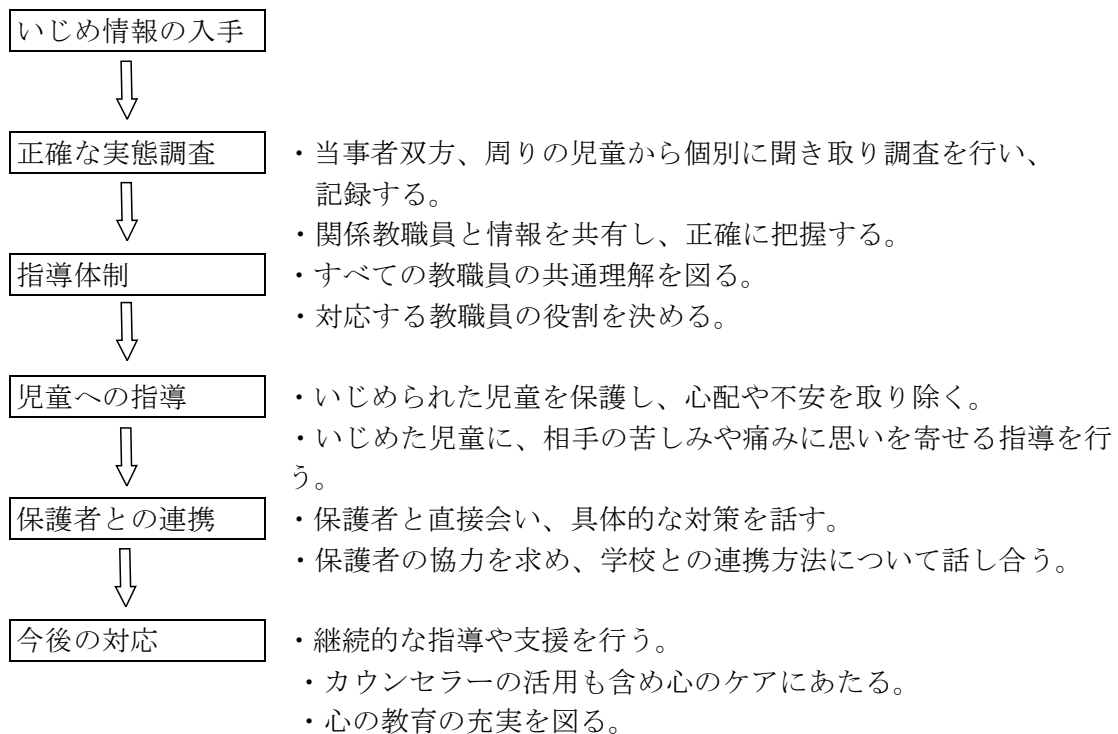 いじめ情報の入手
正確な実態調査
・当事者双方、周りの児童から個別に聞き取り調査を行い、
記録する。
・関係教職員と情報を共有し、正確に把握する。
指導体制
・すべての教職員の共通理解を図る。
・対応する教職員の役割を決める。
児童への指導
・いじめられた児童を保護し、心配や不安を取り除く。
・いじめた児童に、相手の苦しみや痛みに思いを寄せる指導を行
う。
保護者との連携
・保護者と直接会い、具体的な対策を話す。
・保護者の協力を求め、学校との連携方法について話し合う。
今後の対応
・継続的な指導や支援を行う。
・カウンセラーの活用も含め心のケアにあたる。
・心の教育の充実を図る。